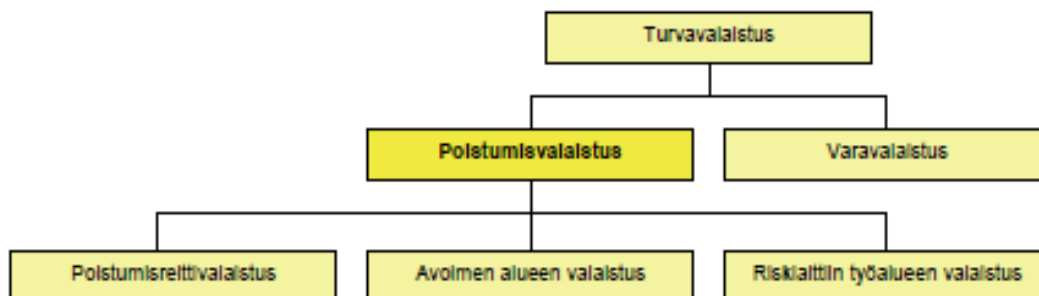 Turvavalaistus
Poistumisvalaistus
Varavalaistus
Poistumisreittivalaistus
Avoimen alueen valaistus
Riskialttiin työalueen valaistus